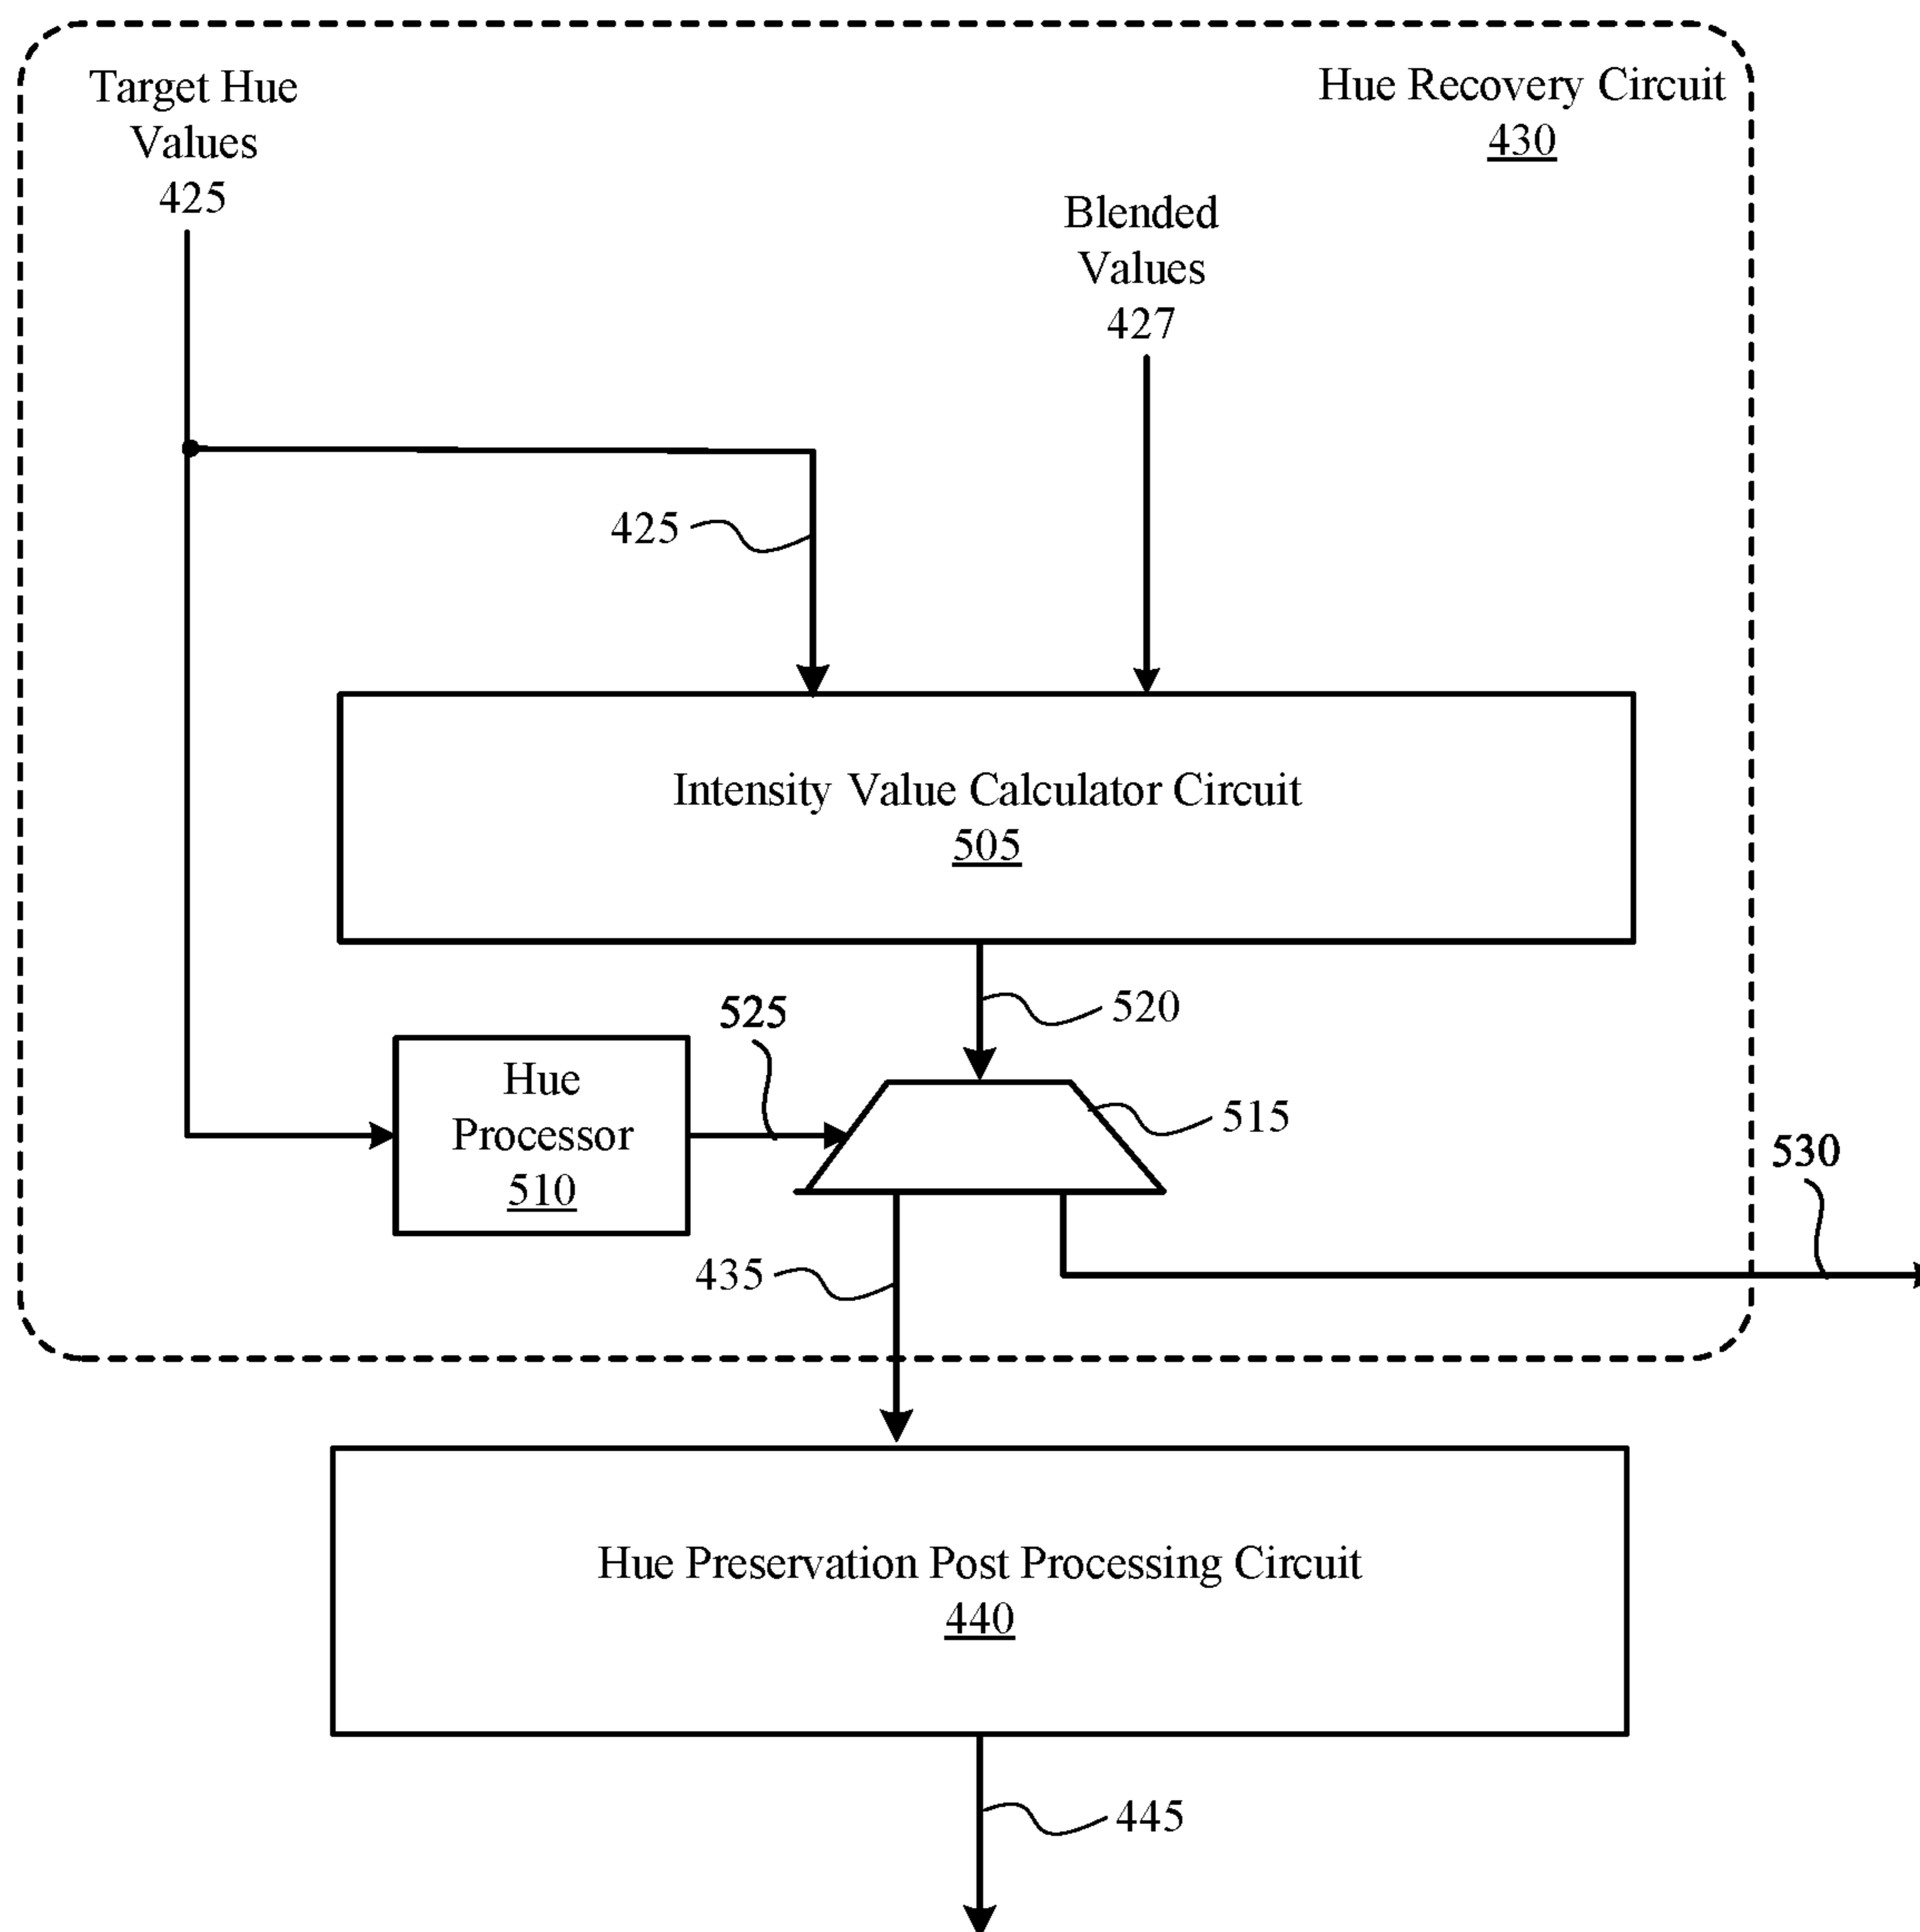 Target Hue
Values
425
Hue Recovery Circuit
430
Blended
Values
427
425
Intensity Value Calculator Circuit
505
520
525
Hue
Processor
510
515
530
435
Hue Preservation Post Processing Circuit
440
445